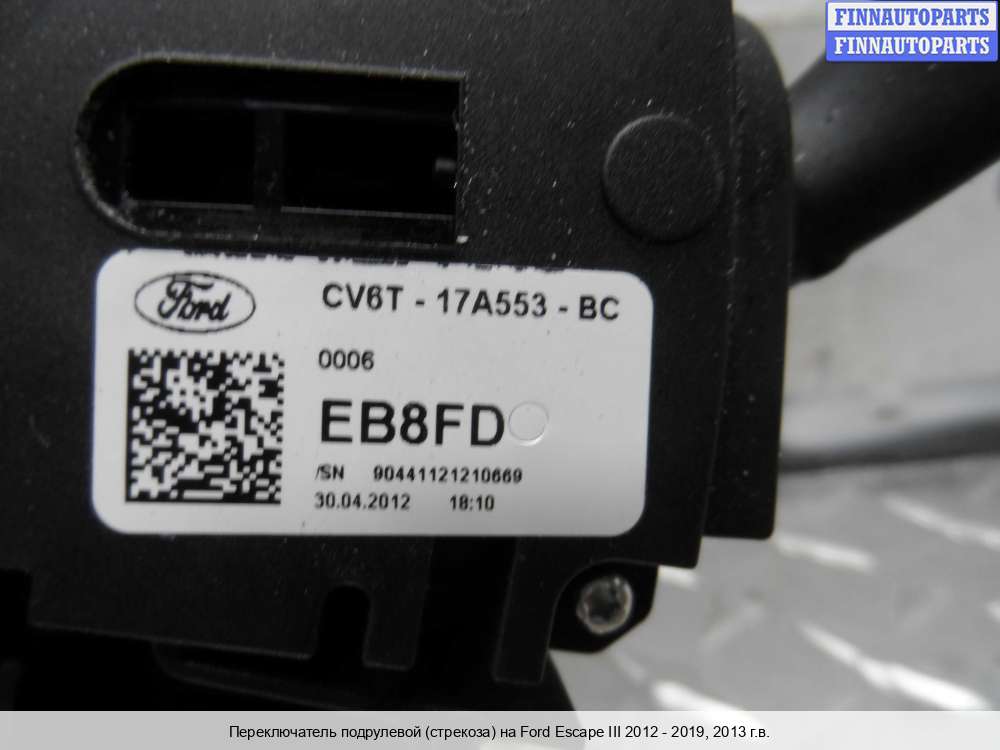 FINNAUTOPARTS
FINNAUTOPARTS
Ford
CV6T - 17A553 - BC
0006
EB8FD
/SN 90441121210669
30.04.2012 18:10
Переключатель подрулевой (стрекоза) на Ford Escape III 2012 - 2019, 2013 г.в.